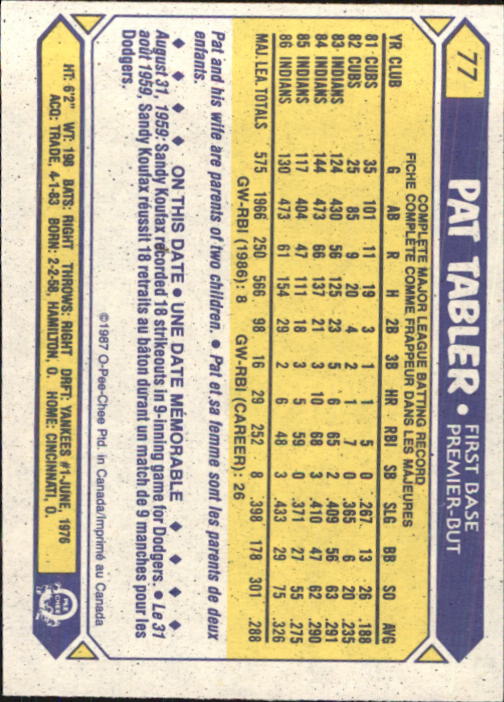 77 PAT TABLER • FIRST BASE
PREMIER-BUT
COMPLETE MAJOR LEAGUE BATTING RECORD
FICHE COMPLÈTE COMME FRAPPEUR DANS LES MAJEURES
YR CLUB G AB R H 2B 3B HR RBI SB SLG BB SO AVG
81 CUBS 35 101 11 19 3 1 1 5 0 .267 13 26 .188
82 CUBS 25 85 9 20 4 2 1 7 0 .365 6 20 .235
83 INDIANS 124 430 56 125 23 5 6 65 2 .409 56 63 .291
84 INDIANS 144 473 66 137 21 3 10 68 3 .410 47 62 .290
85 INDIANS 117 404 47 111 18 3 5 59 0 .371 27 55 .275
86 INDIANS 130 473 61 154 29 2 6 48 3 .433 29 75 .326
MAJ. LEA. TOTALS 575 1966 250 566 98 16 29 252 8 .398 178 301 .288
GW-RBI (1986): 8 GW-RBI (CAREER): 26
Pat and his wife are parents of two children. • Pat et sa femme sont les parents de deux
enfants.
♦ ♦ ♦ ♦ ON THIS DATE • UNE DATE MÉMORABLE ♦ ♦ ♦ ♦
August 31, 1959: Sandy Koufax recorded 18 strikeouts in 9-inning game for Dodgers. • Le 31
août 1959, Sandy Koufax réussit 18 retraits au bâton durant un match de 9 manches pour les
Dodgers.
©1987 O-Pee-Chee Ptd. in Canada/Imprimé au Canada
HT: 6'2" WT: 198 BATS: RIGHT THROWS: RIGHT DRFT: YANKEES #1-JUNE, 1976
ACQ: TRADE, 4-1-83 BORN: 2-2-58, HAMILTON, O. HOME: CINCINNATI, O.
O PEE CHEE